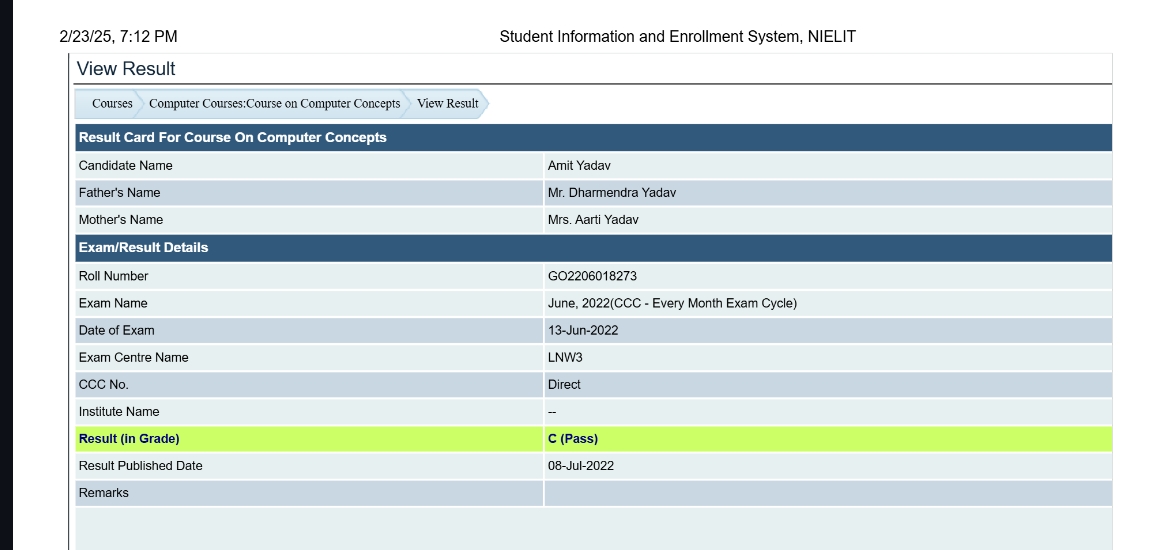 2/23/25, 7:12 PM Student Information and Enrollment System, NIELIT
View Result
Courses Computer Courses:Course on Computer Concepts View Result
Result Card For Course On Computer Concepts
Candidate Name Amit Yadav
Father's Name Mr. Dharmendra Yadav
Mother's Name Mrs. Aarti Yadav
Exam/Result Details
Roll Number GO2206018273
Exam Name June, 2022(CCC - Every Month Exam Cycle)
Date of Exam 13-Jun-2022
Exam Centre Name LNW3
CCC No. Direct
Institute Name --
Result (in Grade) C (Pass)
Result Published Date 08-Jul-2022
Remarks